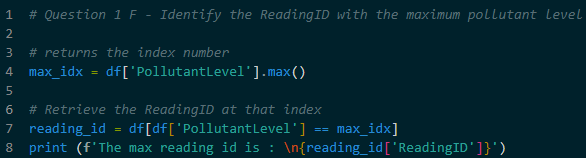 1 # Question 1 F - Identify the ReadingID with the maximum pollutant level
2
3 # returns the index number
4 max_idx = df['PollutantLevel'].max()
5
6 # Retrieve the ReadingID at that index
7 reading_id = df[df['PollutantLevel'] == max_idx]
8 print (f'The max reading id is : \n{reading_id['ReadingID']}')